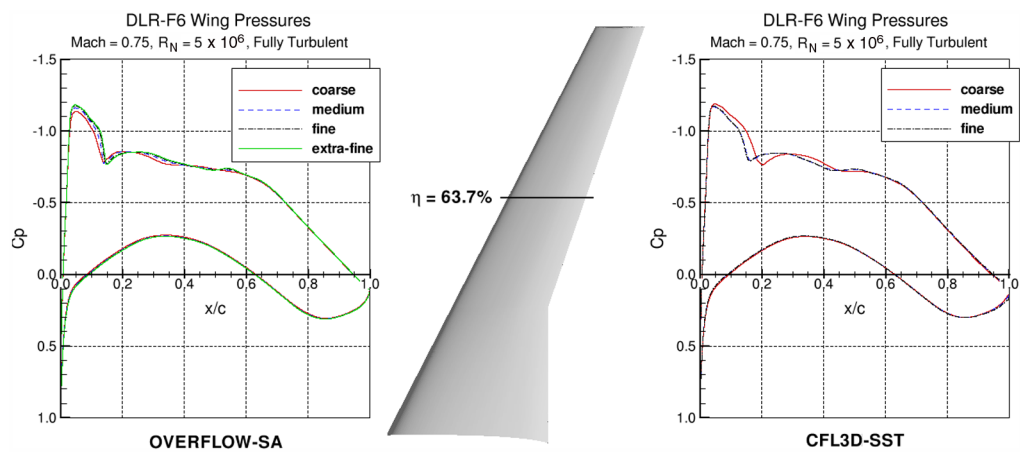 DLR-F6 Wing Pressures
Mach = 0.75, R_N = 5 x 10^6, Fully Turbulent
-1.5
-1.0
-0.5
0.0
0.5
1.0
Cp
0.0 0.2 0.4 0.6 0.8 1.0
x/c
coarse
medium
fine
extra-fine
OVERFLOW-SA
η = 63.7%
DLR-F6 Wing Pressures
Mach = 0.75, R_N = 5 x 10^6, Fully Turbulent
-1.5
-1.0
-0.5
0.0
0.5
1.0
Cp
0.0 0.2 0.4 0.6 0.8 1.0
x/c
coarse
medium
fine
CFL3D-SST